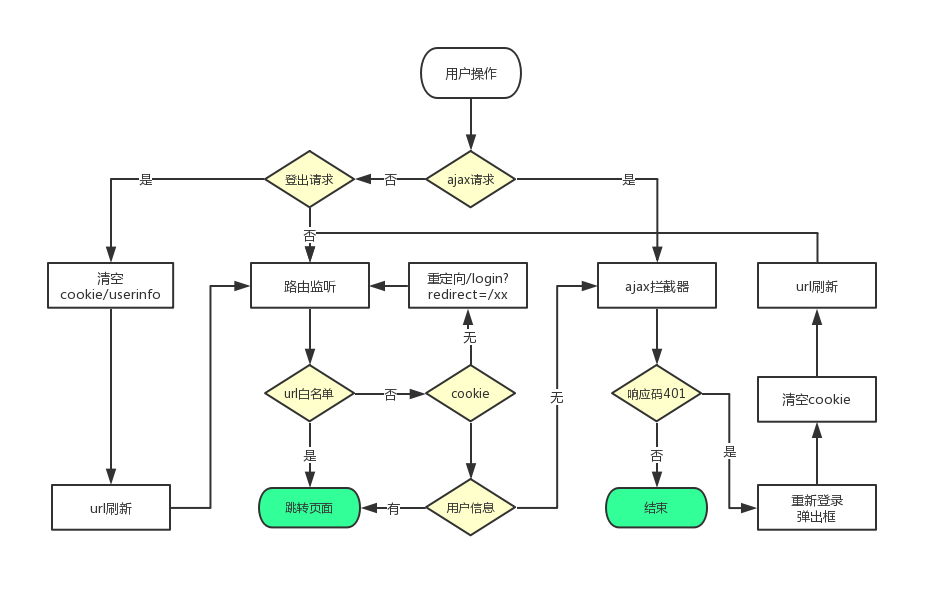 用户操作
登出请求
ajax请求
是
否
是
否
清空
cookie/userinfo
路由监听
重定向/login?
redirect=/xx
ajax拦截器
url刷新
无
url白名单
否
cookie
无
响应码401
清空cookie
是
否
是
url刷新
跳转页面
有
用户信息
结束
重新登录
弹出框